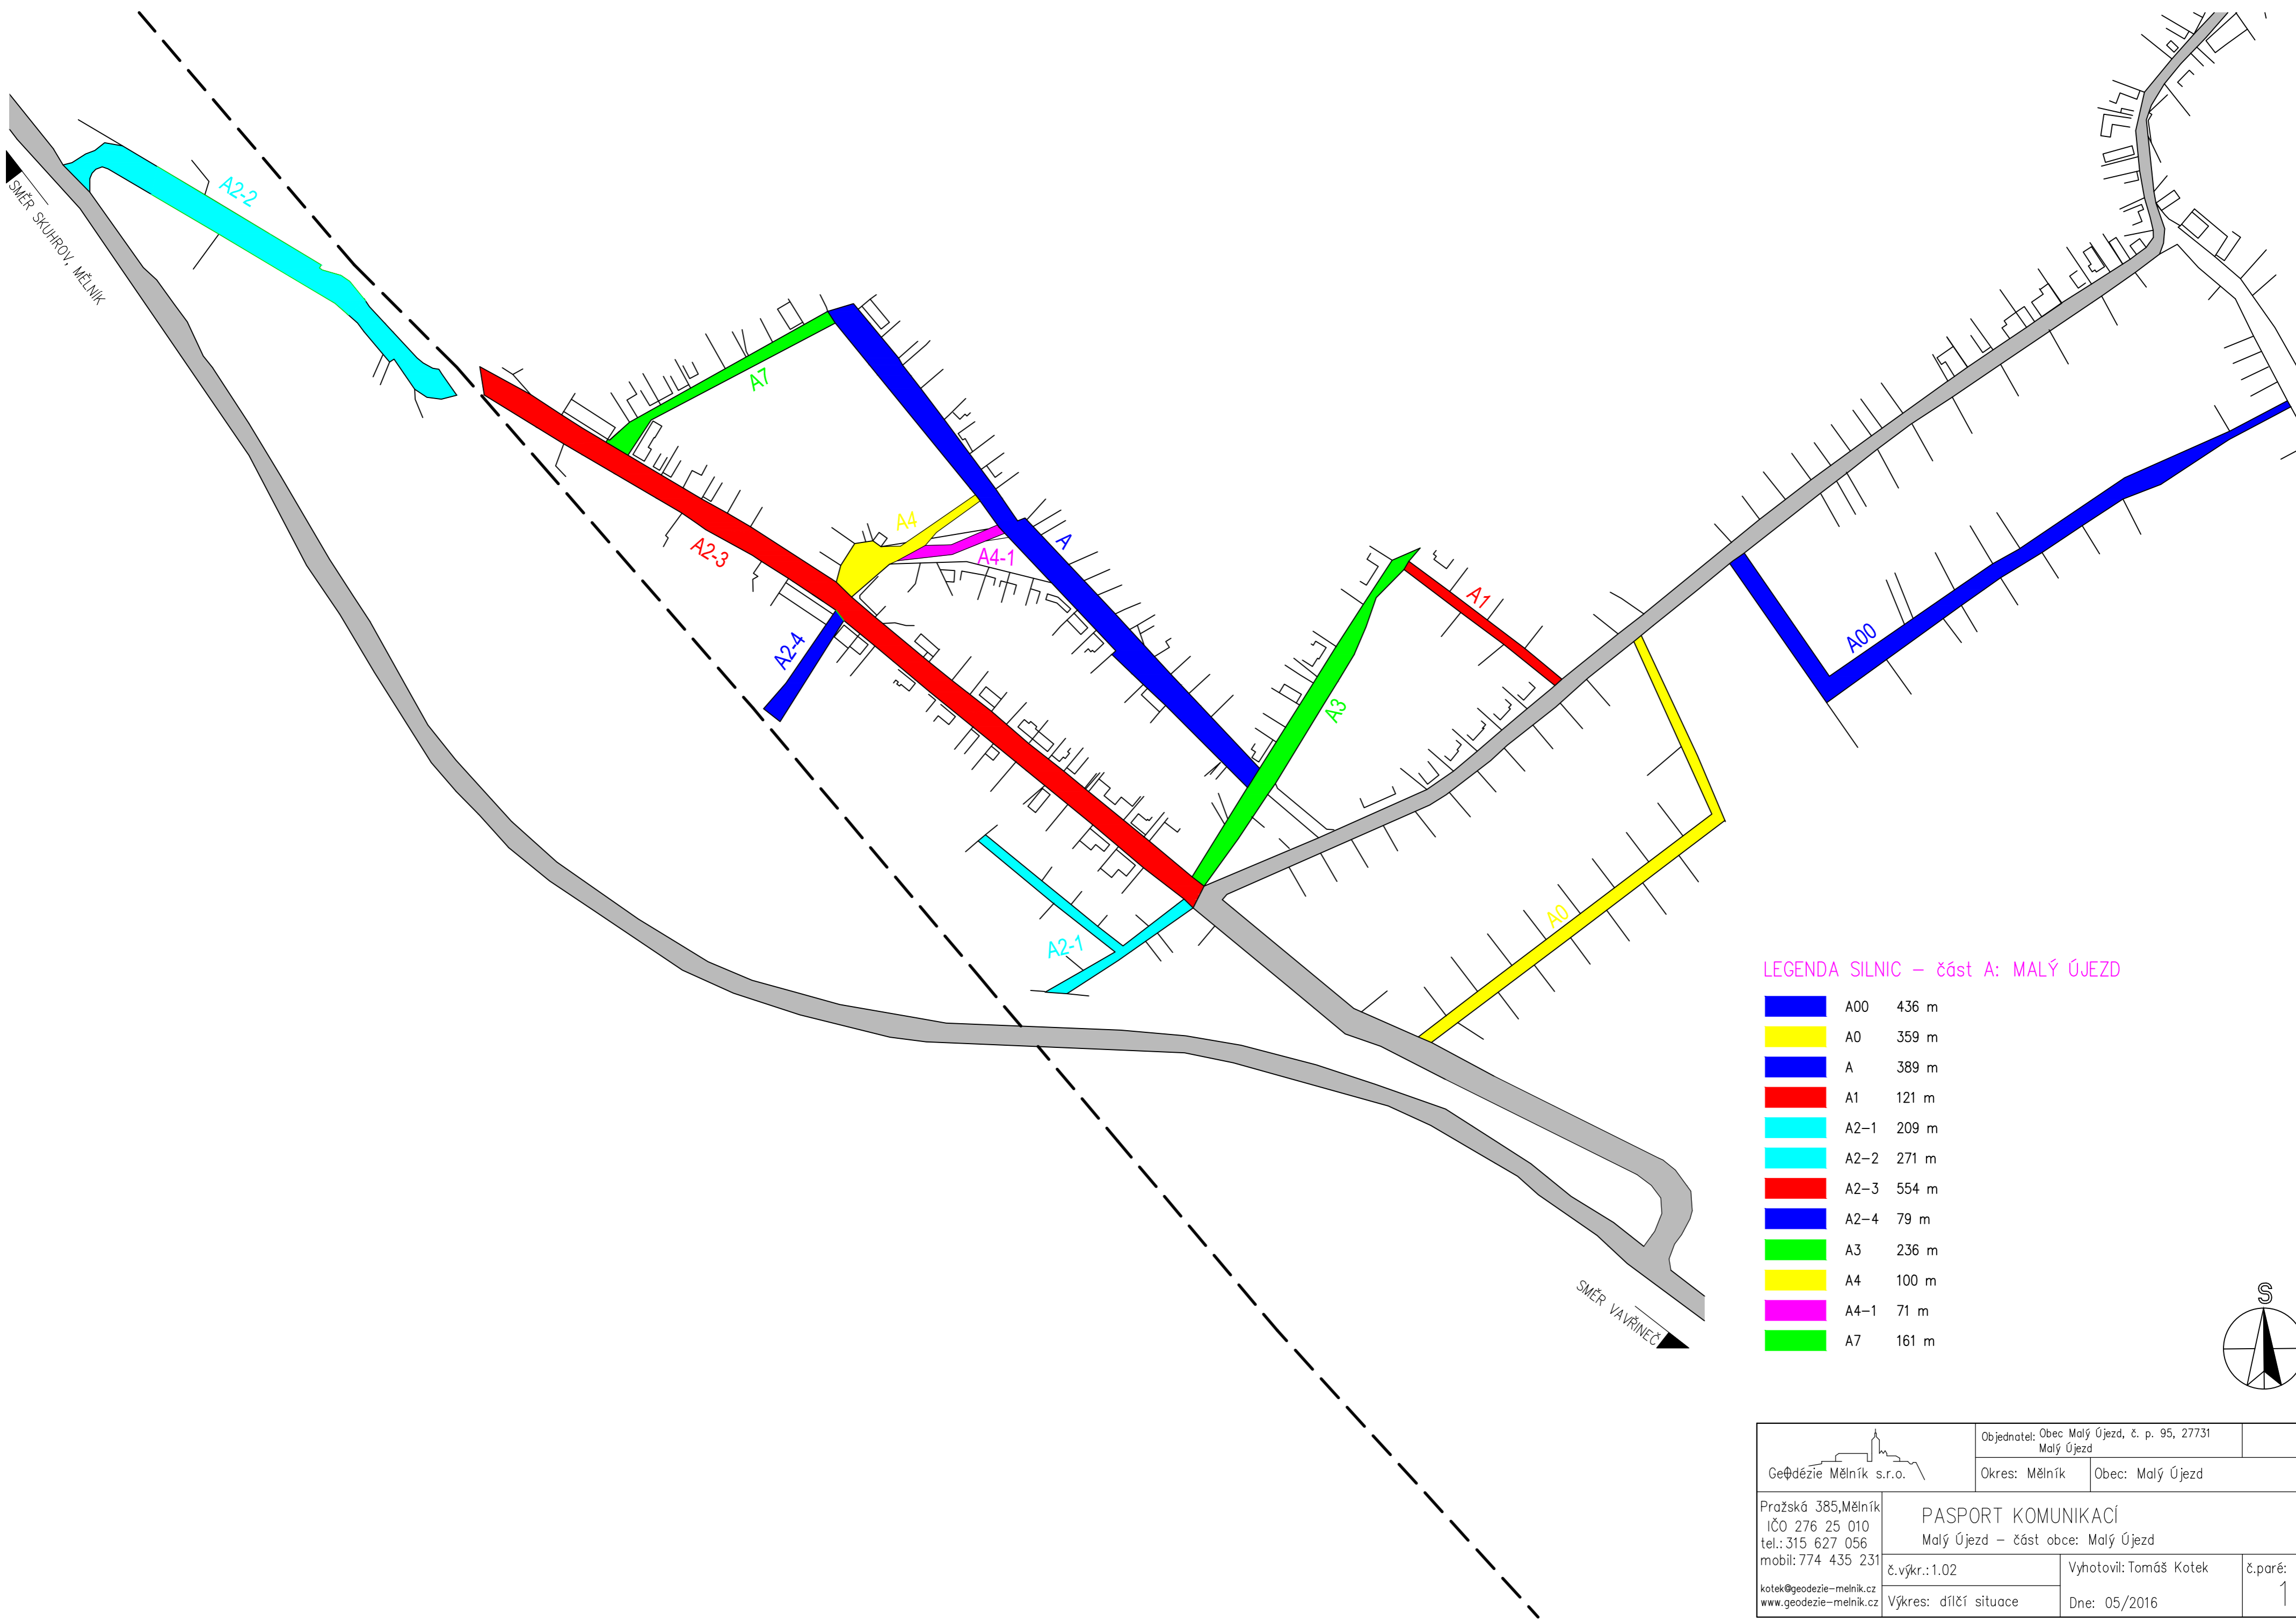 SMĚR SKUHROV, MĚLNÍK
A2-2
A7
A4
A4-1
A
A2-3
A2-4
A1
A3
A00
A0
A2-1
SMĚR VAVŘINEČ
LEGENDA SILNIC – část A: MALÝ ÚJEZD
A00 436 m
A0 359 m
A 389 m
A1 121 m
A2-1 209 m
A2-2 271 m
A2-3 554 m
A2-4 79 m
A3 236 m
A4 100 m
A4-1 71 m
A7 161 m
S
Geodézie Mělník s.r.o.
Objednatel: Obec Malý Újezd, č. p. 95, 27731
Malý Újezd
Okres: Mělník
Obec: Malý Újezd
Pražská 385,Mělník
IČO 276 25 010
tel.: 315 627 056
mobil: 774 435 231
kotek@geodezie-melnik.cz
www.geodezie-melnik.cz
PASPORT KOMUNIKACÍ
Malý Újezd – část obce: Malý Újezd
č.výkr.: 1.02
Vyhotovil: Tomáš Kotek
č.paré:
1
Výkres: dílčí situace
Dne: 05/2016